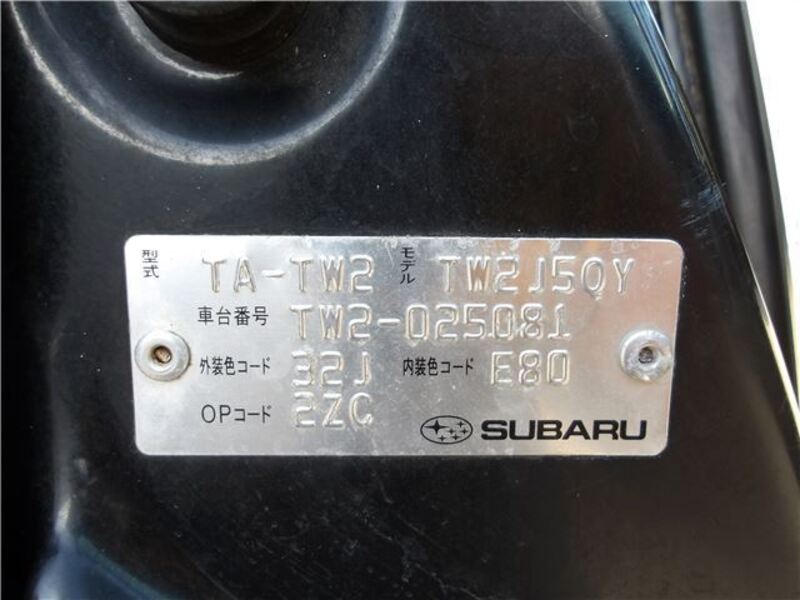 型式 TA-TW2 モデル TW2J5QY
車台番号 TW2-025081
外装色コード 32J 内装色コード E80
OPコード 2ZC
SUBARU